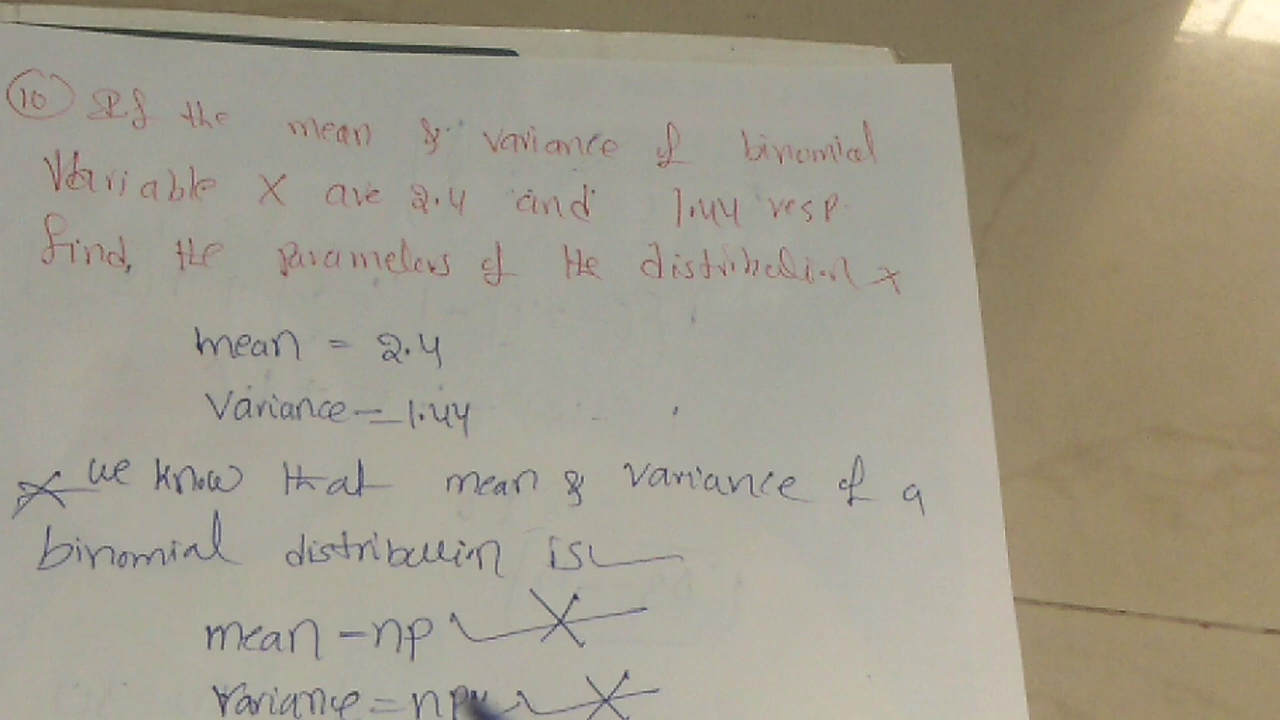 10 If the mean & variance of binomial
Variable X are 2.4 and 1.44 resp.
find, the parameters of the distribution x
mean = 2.4
Variance = 1.44
we know that mean & variance of a
binomial distribution is
mean - np
Variance =